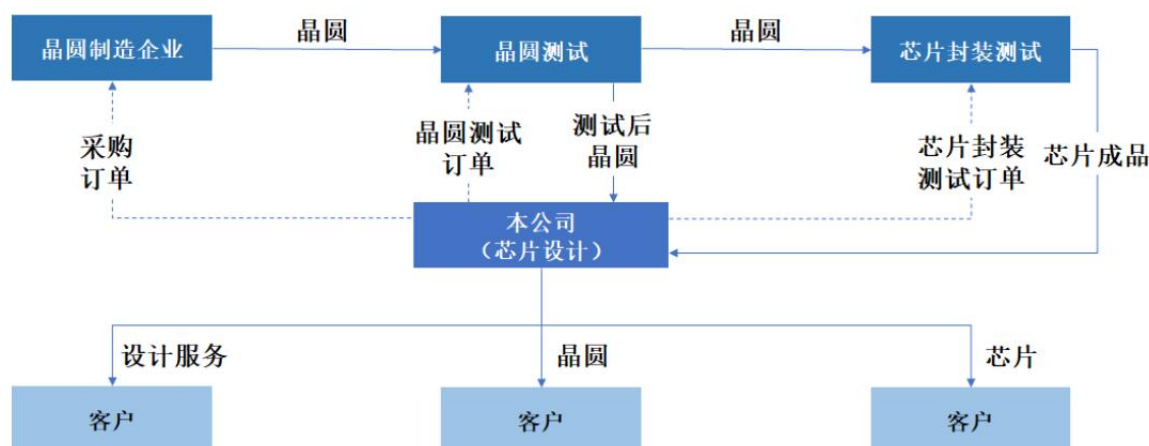 晶圆制造企业
晶圆
晶圆测试
晶圆
芯片封装测试
采购
订单
晶圆测试
订单
测试后
晶圆
芯片封装
测试订单
芯片成品
本公司
(芯片设计)
设计服务
晶圆
芯片
客户
客户
客户